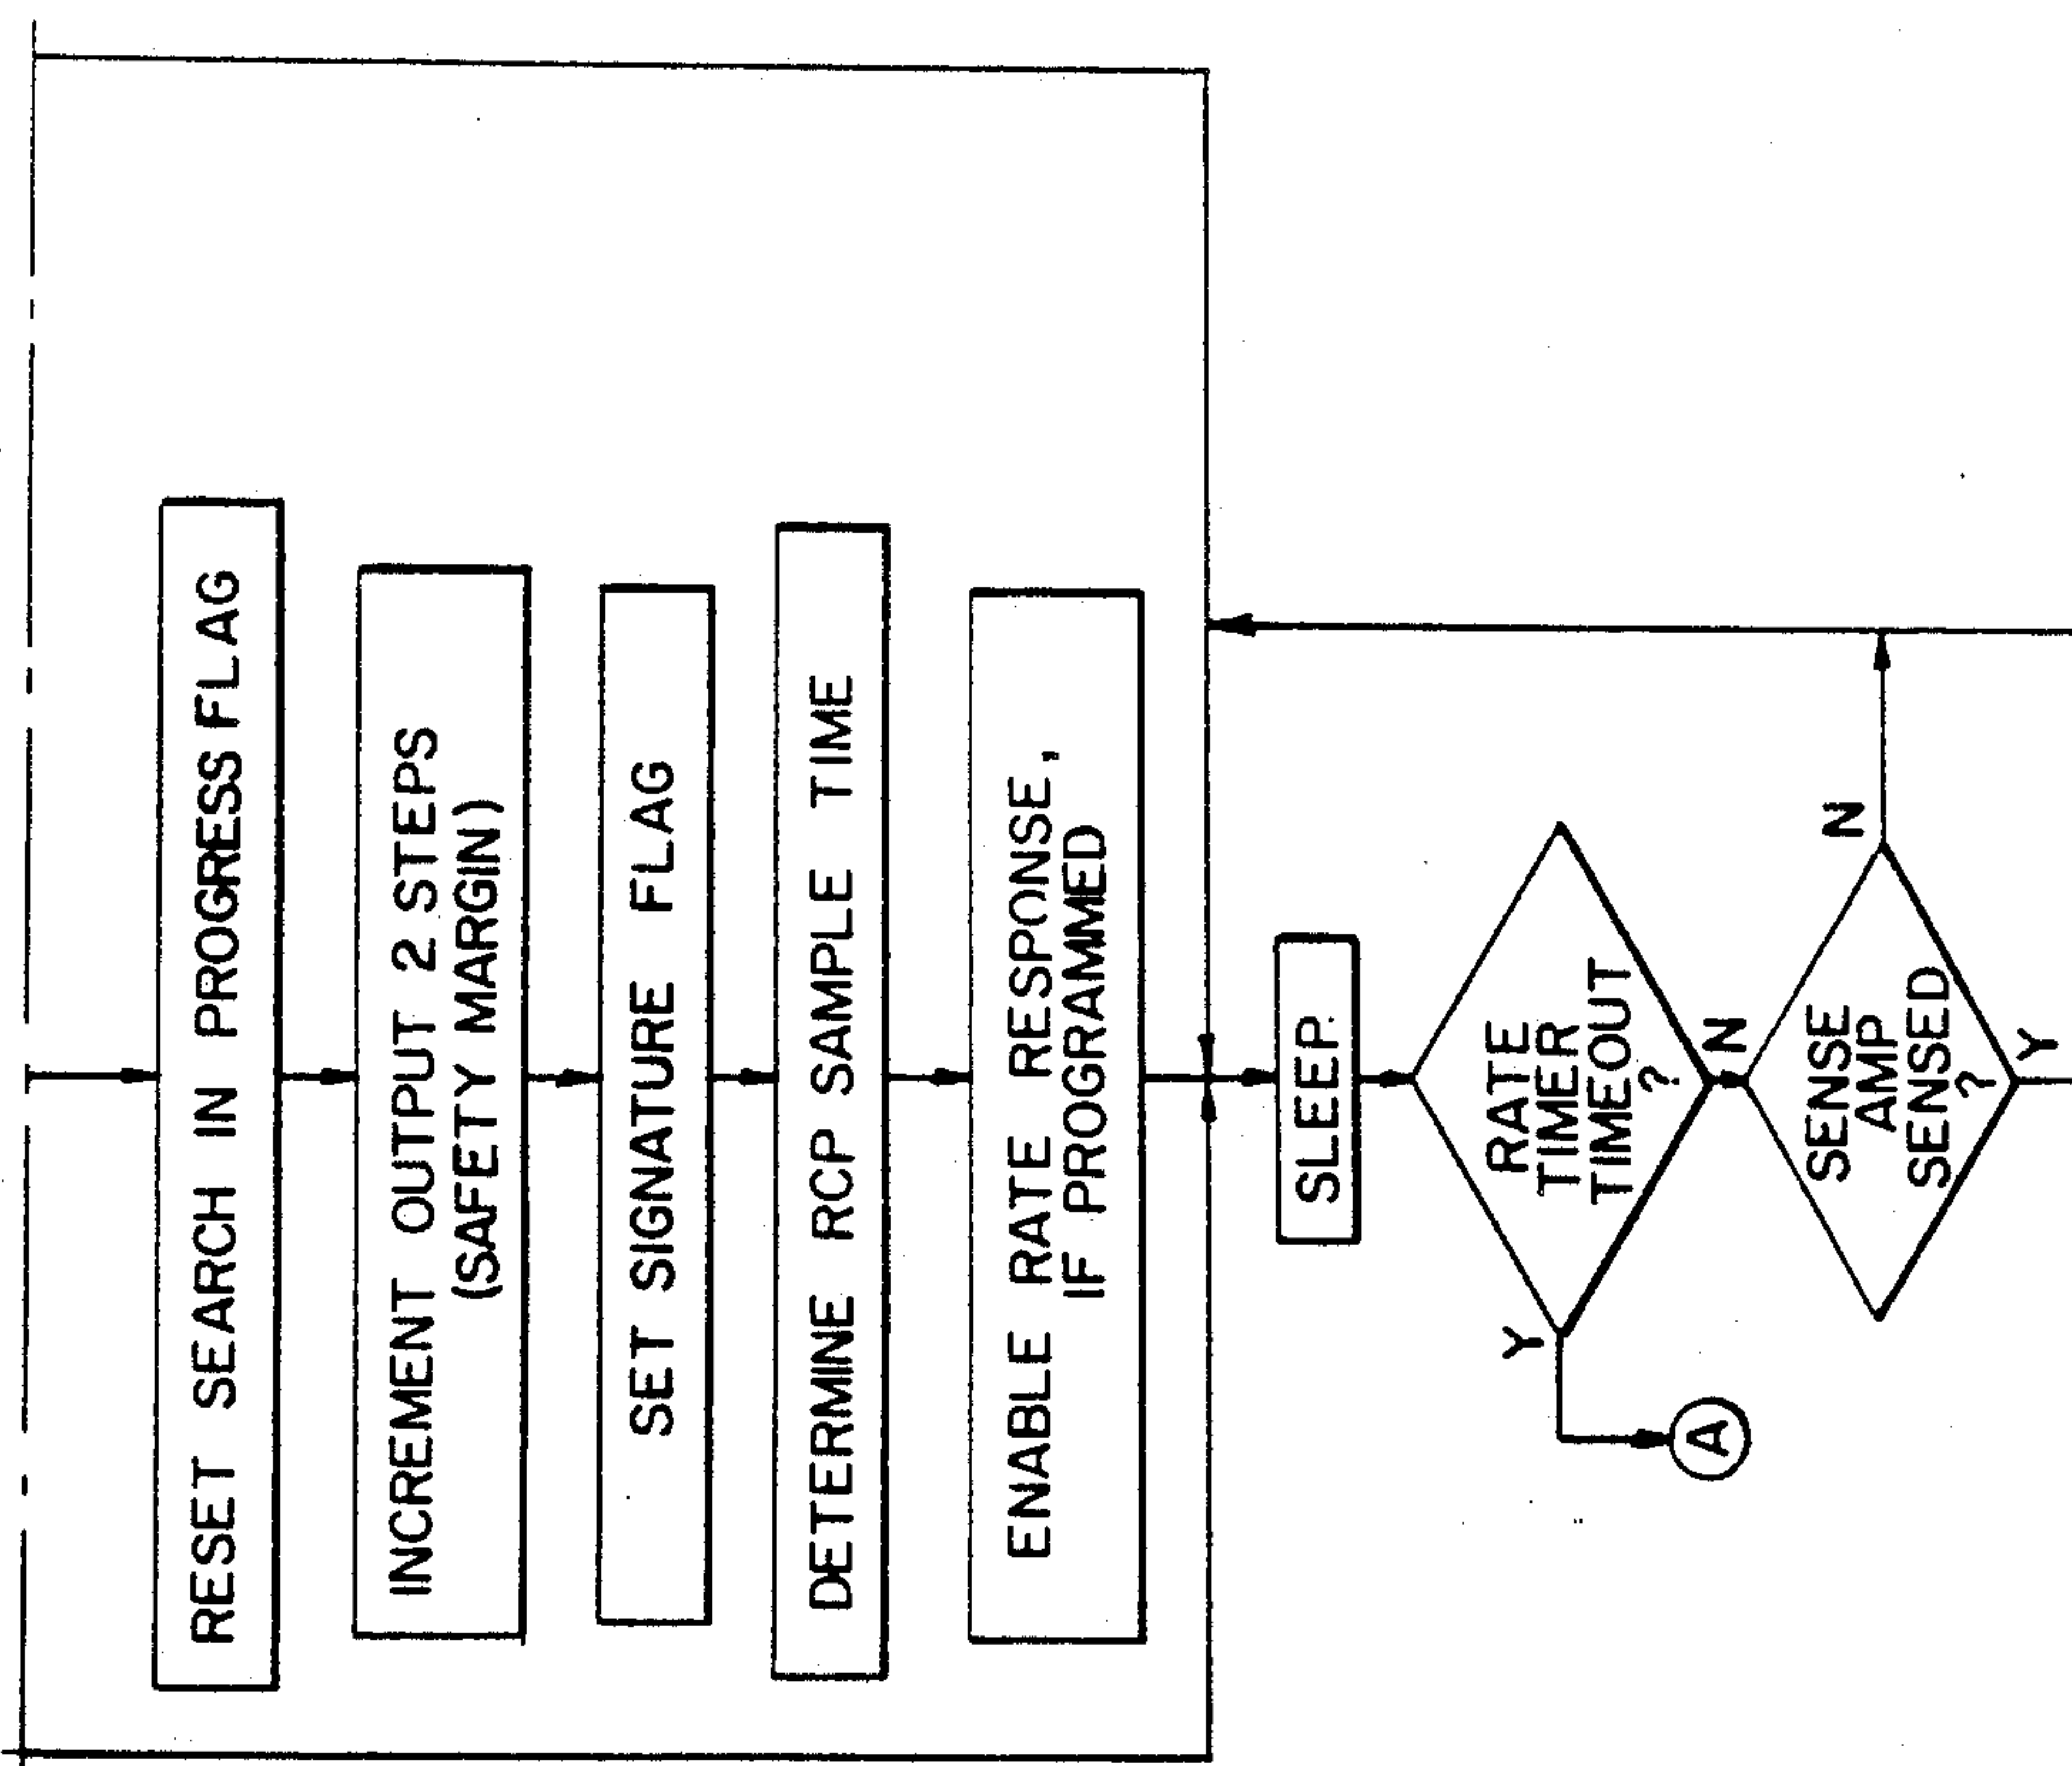 RESET SEARCH IN PROGRESS FLAG
INCREMENT OUTPUT 2 STEPS
(SAFETY MARGIN)
SET SIGNATURE FLAG
DETERMINE RCP SAMPLE TIME
ENABLE RATE RESPONSE,
IF PROGRAMMED
SLEEP
RATE
TIMER
TIMEOUT
?
Y
A
N
SENSE
AMP
SENSED
?
N
Y